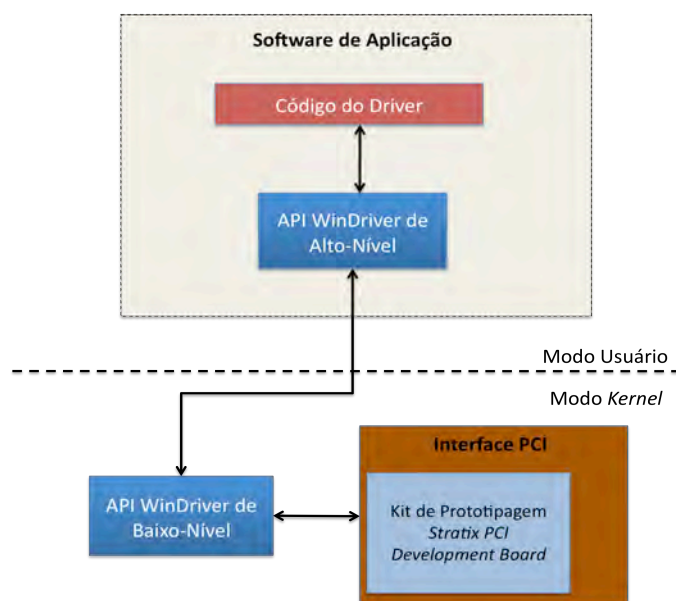 Software de Aplicação
Código do Driver
API WinDriver de
Alto-Nível
Modo Usuário
Modo Kernel
Interface PCI
API WinDriver de
Baixo-Nível
Kit de Prototipagem
Stratix PCI
Development Board